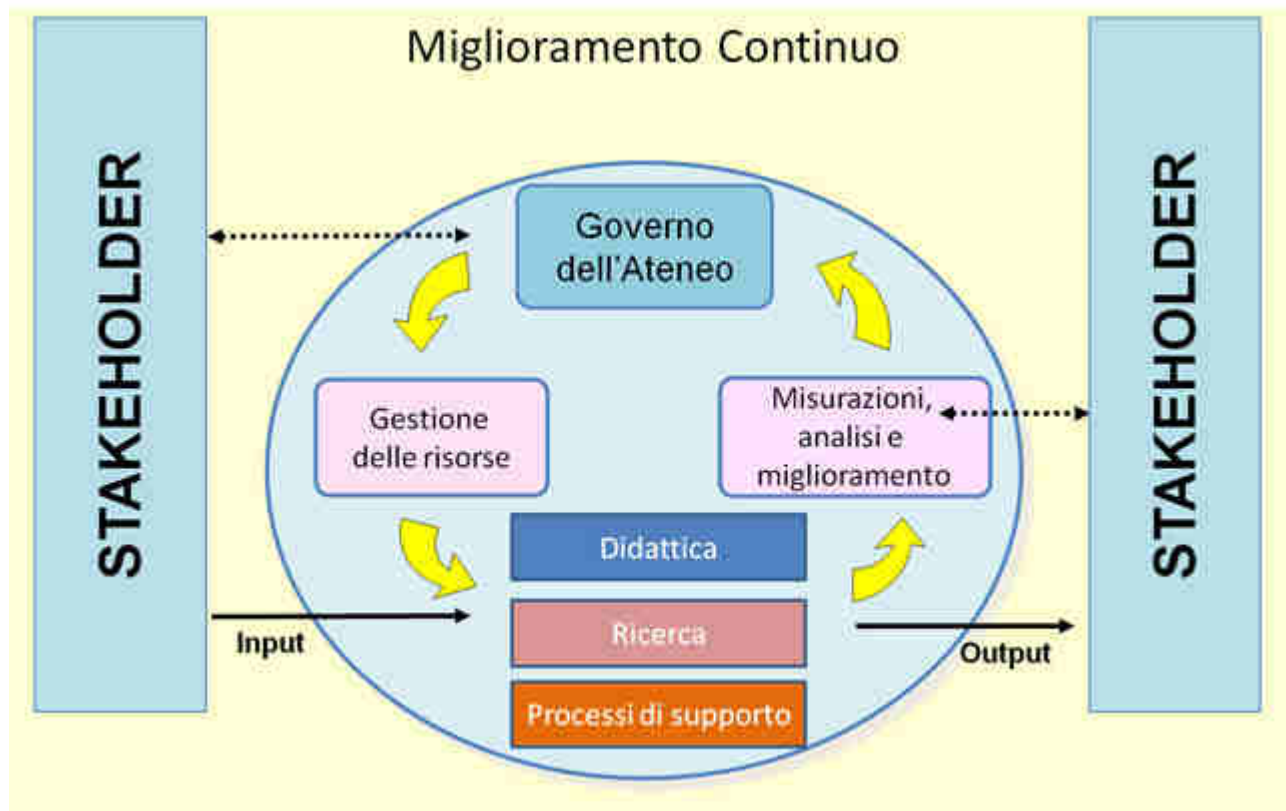 Miglioramento Continuo
STAKEHOLDER
Governo
dell'Ateneo
Gestione
delle risorse
Misurazioni,
analisi e
miglioramento
Didattica
Ricerca
Processi di supporto
Input
Output
STAKEHOLDER